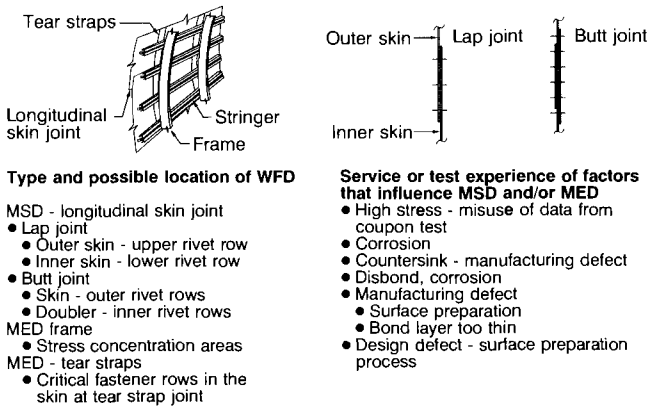 Tear straps
Longitudinal
skin joint
Stringer
Frame
Outer skin
Lap joint
Butt joint
Inner skin
Type and possible location of WFD
MSD - longitudinal skin joint
● Lap joint
● Outer skin - upper rivet row
● Inner skin - lower rivet row
● Butt joint
● Skin - outer rivet rows
● Doubler - inner rivet rows
MED frame
● Stress concentration areas
MED - tear straps
● Critical fastener rows in the
skin at tear strap joint
Service or test experience of factors
that influence MSD and/or MED
● High stress - misuse of data from
coupon test
● Corrosion
● Countersink - manufacturing defect
● Disbond, corrosion
● Manufacturing defect
● Surface preparation
● Bond layer too thin
● Design defect - surface preparation
process